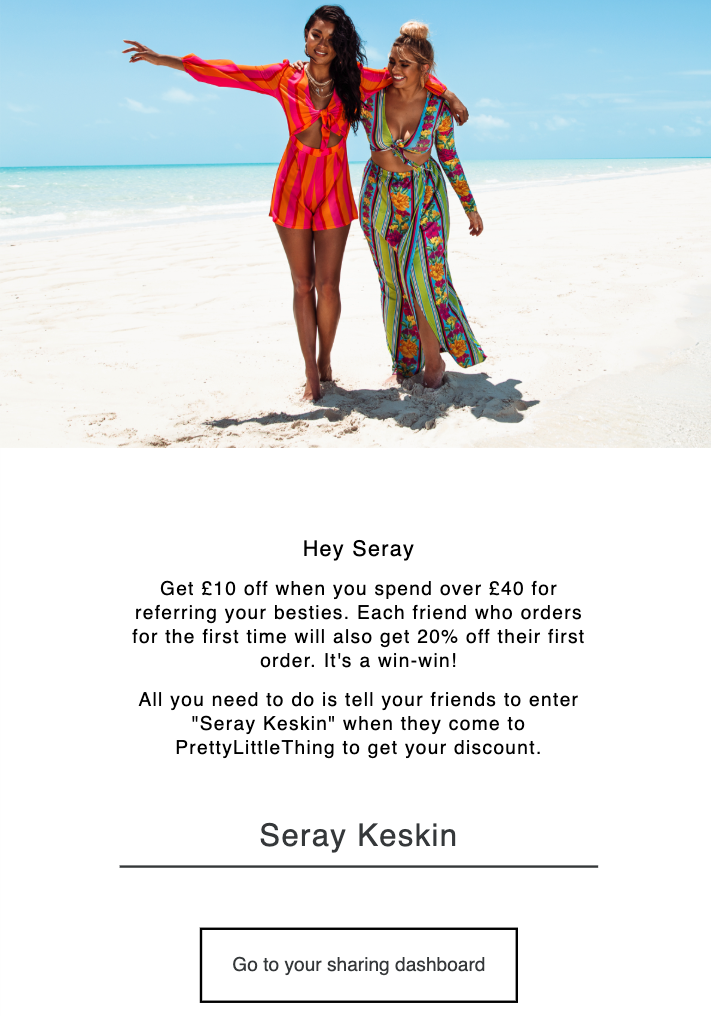 Hey Seray
Get £10 off when you spend over £40 for
referring your besties. Each friend who orders
for the first time will also get 20% off their first
order. It's a win-win!
All you need to do is tell your friends to enter
"Seray Keskin" when they come to
PrettyLittleThing to get your discount.
Seray Keskin
Go to your sharing dashboard